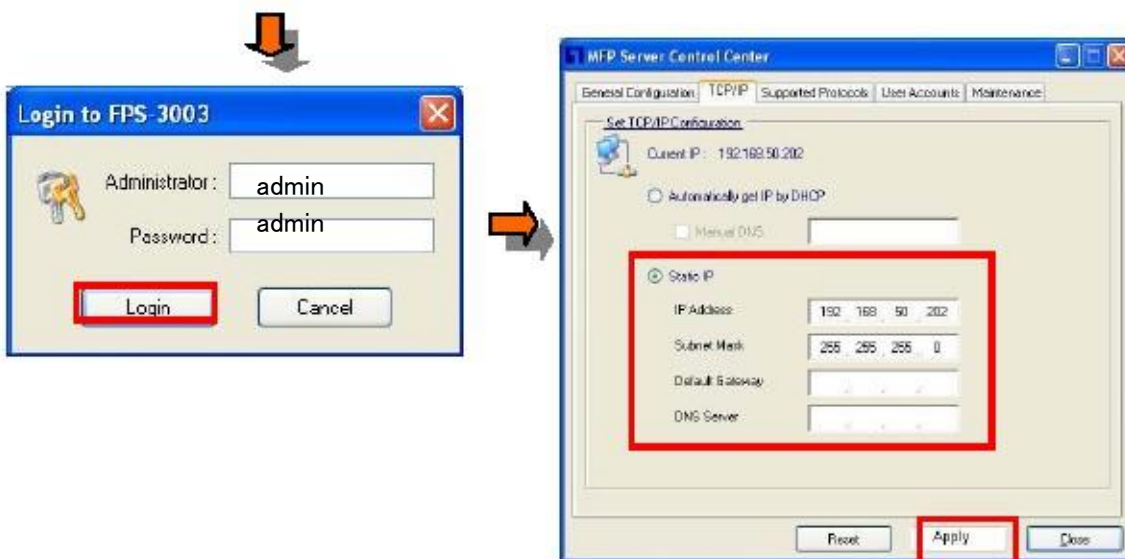 Login to FPS-3003
Administrator : admin
Password : admin
Login Cancel
MFP Server Control Center
General Configuration TCP/IP Supported Protocols User Accounts Maintenance
Set TCP/IP Configuration
Current IP : 192.168.50.202
Automatically get IP by DHCP
Manual DNS
Static IP
IP Address 192 . 168 . 50 . 202
Subnet Mask 255 . 255 . 255 . 0
Default Gateway . . .
DNS Server . . .
Reset Apply Close